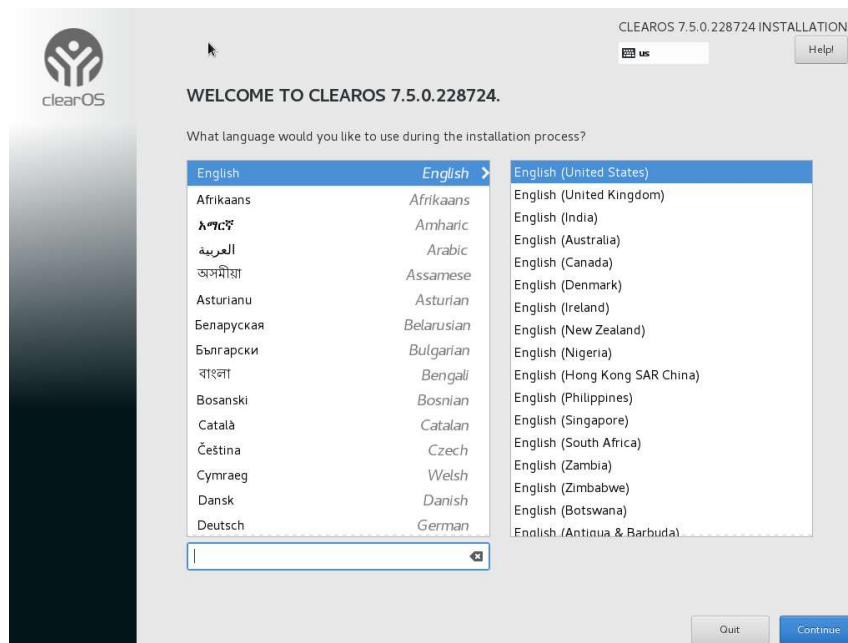 clearOS
CLEAROS 7.5.0.228724 INSTALLATION
us
Help!
WELCOME TO CLEAROS 7.5.0.228724.
What language would you like to use during the installation process?
English English
Afrikaans Afrikaans
አማርኛ Amharic
العربية Arabic
অসমীয়া Assamese
Asturianu Asturian
Беларуская Belarusian
Български Bulgarian
বাংলা Bengali
Bosanski Bosnian
Català Catalan
Čeština Czech
Cymraeg Welsh
Dansk Danish
Deutsch German
English (United States)
English (United Kingdom)
English (India)
English (Australia)
English (Canada)
English (Denmark)
English (Ireland)
English (New Zealand)
English (Nigeria)
English (Hong Kong SAR China)
English (Philippines)
English (Singapore)
English (South Africa)
English (Zambia)
English (Zimbabwe)
English (Botswana)
English (Antigua & Barbuda)
Quit
Continue